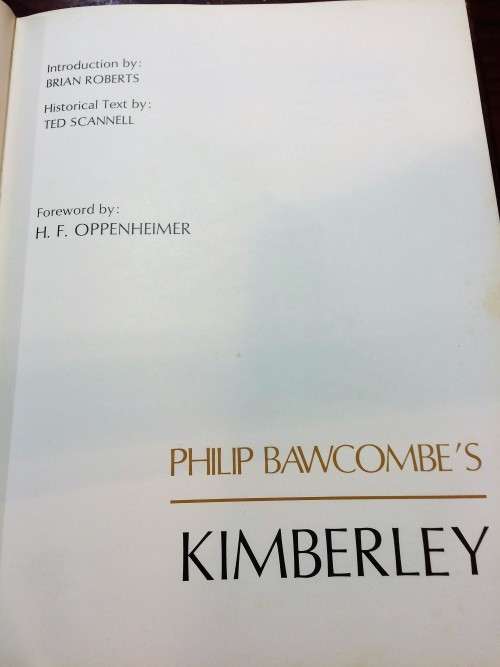 Introduction by:
BRIAN ROBERTS
Historical Text by:
TED SCANNELL
Foreword by:
H. F. OPPENHEIMER
PHILIP BAWCOMBE'S
KIMBERLEY